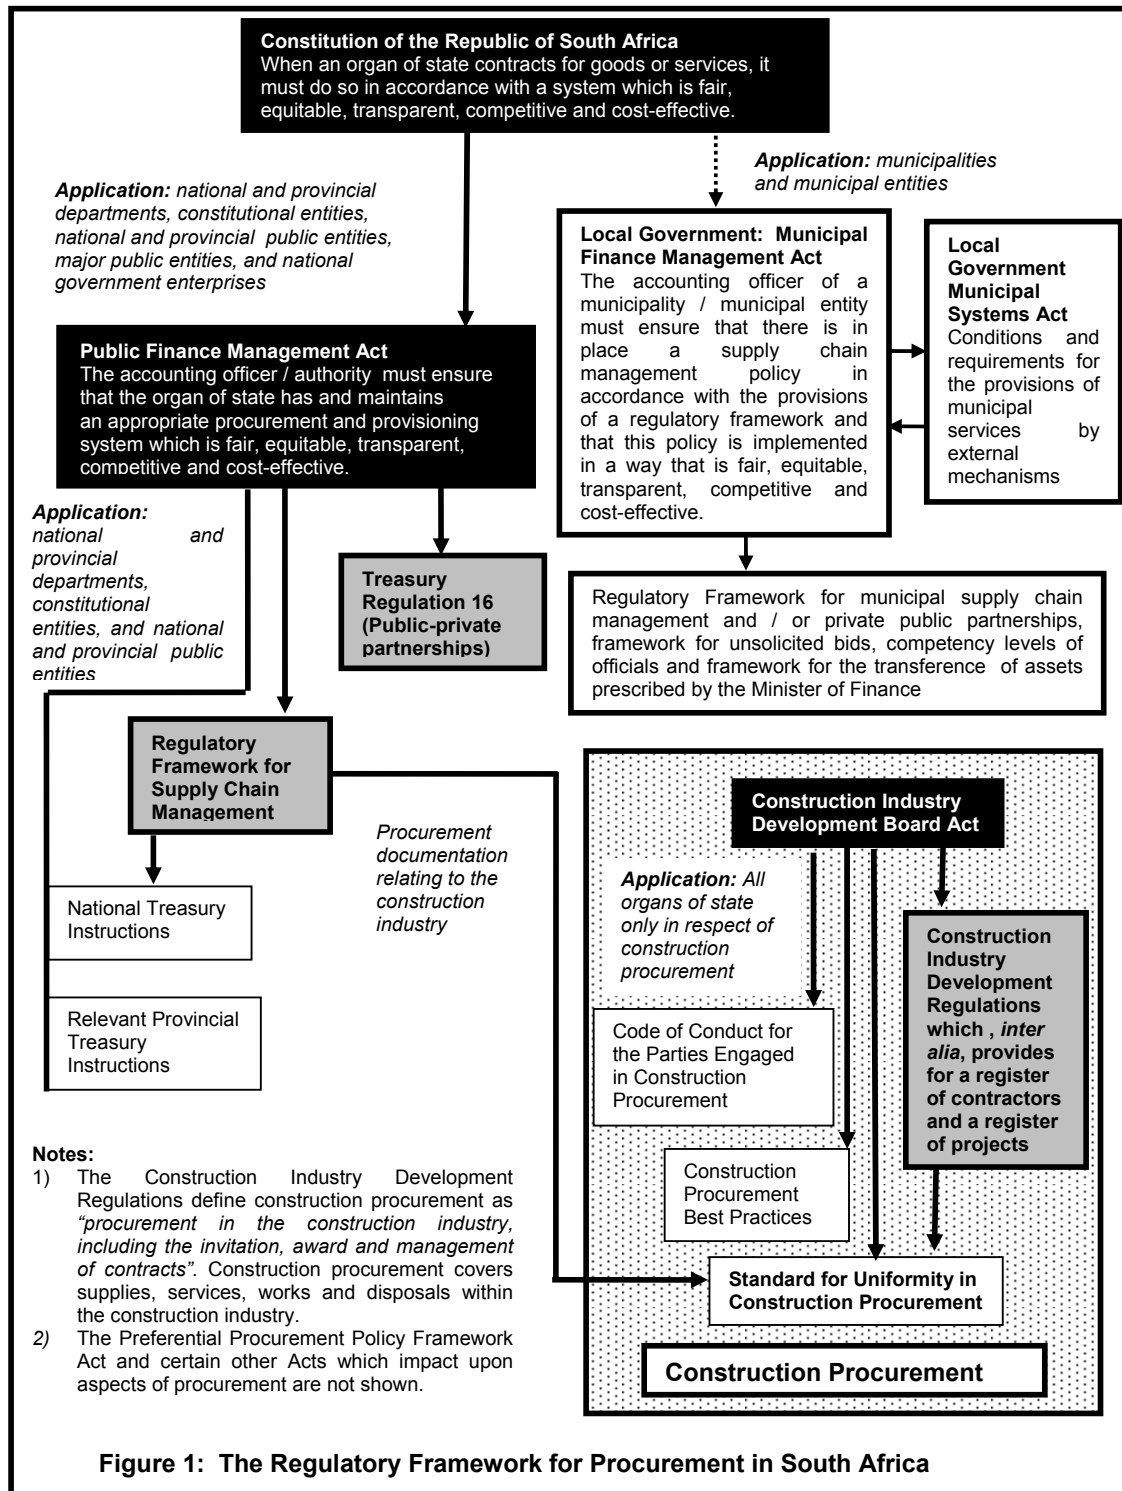 Constitution of the Republic of South Africa
When an organ of state contracts for goods or services, it
must do so in accordance with a system which is fair,
equitable, transparent, competitive and cost-effective.
Application: national and provincial
departments, constitutional entities,
national and provincial public entities,
major public entities, and national
government enterprises
Application: municipalities
and municipal entities
Public Finance Management Act
The accounting officer / authority must ensure
that the organ of state has and maintains
an appropriate procurement and provisioning
system which is fair, equitable, transparent,
competitive and cost-effective.
Local Government: Municipal
Finance Management Act
The accounting officer of a
municipality / municipal entity
must ensure that there is in
place a supply chain
management policy in
accordance with the provisions
of a regulatory framework and
that this policy is implemented
in a way that is fair, equitable,
transparent, competitive and
cost-effective.
Local
Government
Municipal
Systems Act
Conditions and
requirements for
the provisions of
municipal
services by
external
mechanisms
Application:
national and
provincial
departments,
constitutional
entities, and national
and provincial public
entities
Treasury
Regulation 16
(Public-private
partnerships)
Regulatory Framework for municipal supply chain
management and / or private public partnerships,
framework for unsolicited bids, competency levels of
officials and framework for the transference of assets
prescribed by the Minister of Finance
Regulatory
Framework for
Supply Chain
Management
Procurement
documentation
relating to the
construction
industry
National Treasury
Instructions
Relevant Provincial
Treasury
Instructions
Construction Industry
Development Board Act
Application: All
organs of state
only in respect of
construction
procurement
Construction
Industry
Development
Regulations
which , inter
alia, provides
for a register
of contractors
and a register
of projects
Code of Conduct for
the Parties Engaged
in Construction
Procurement
Construction
Procurement
Best Practices
Standard for Uniformity in
Construction Procurement
Construction Procurement
Notes:
1) The Construction Industry Development
Regulations define construction procurement as
“procurement in the construction industry,
including the invitation, award and management
of contracts”. Construction procurement covers
supplies, services, works and disposals within
the construction industry.
2) The Preferential Procurement Policy Framework
Act and certain other Acts which impact upon
aspects of procurement are not shown.
Figure 1: The Regulatory Framework for Procurement in South Africa